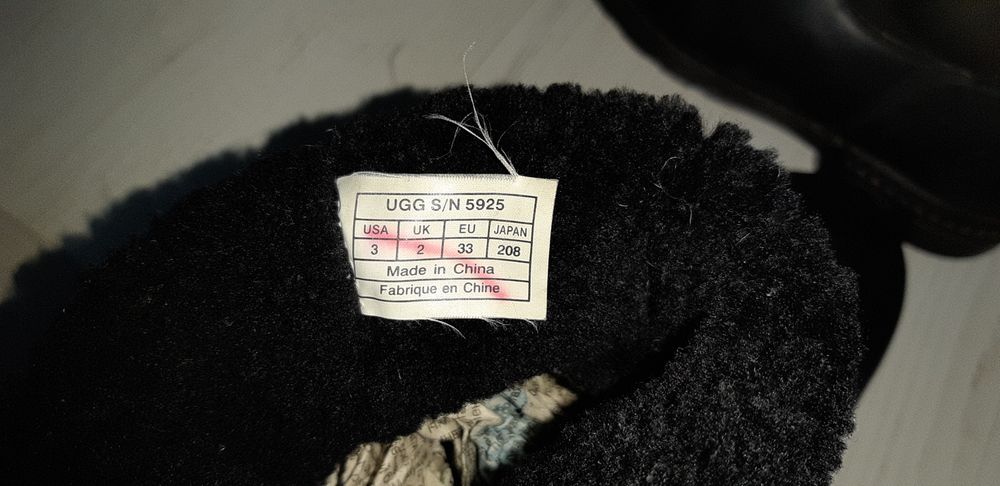 UGG S/N 5925
USA UK EU JAPAN
3 2 33 208
Made in China
Fabrique en Chine